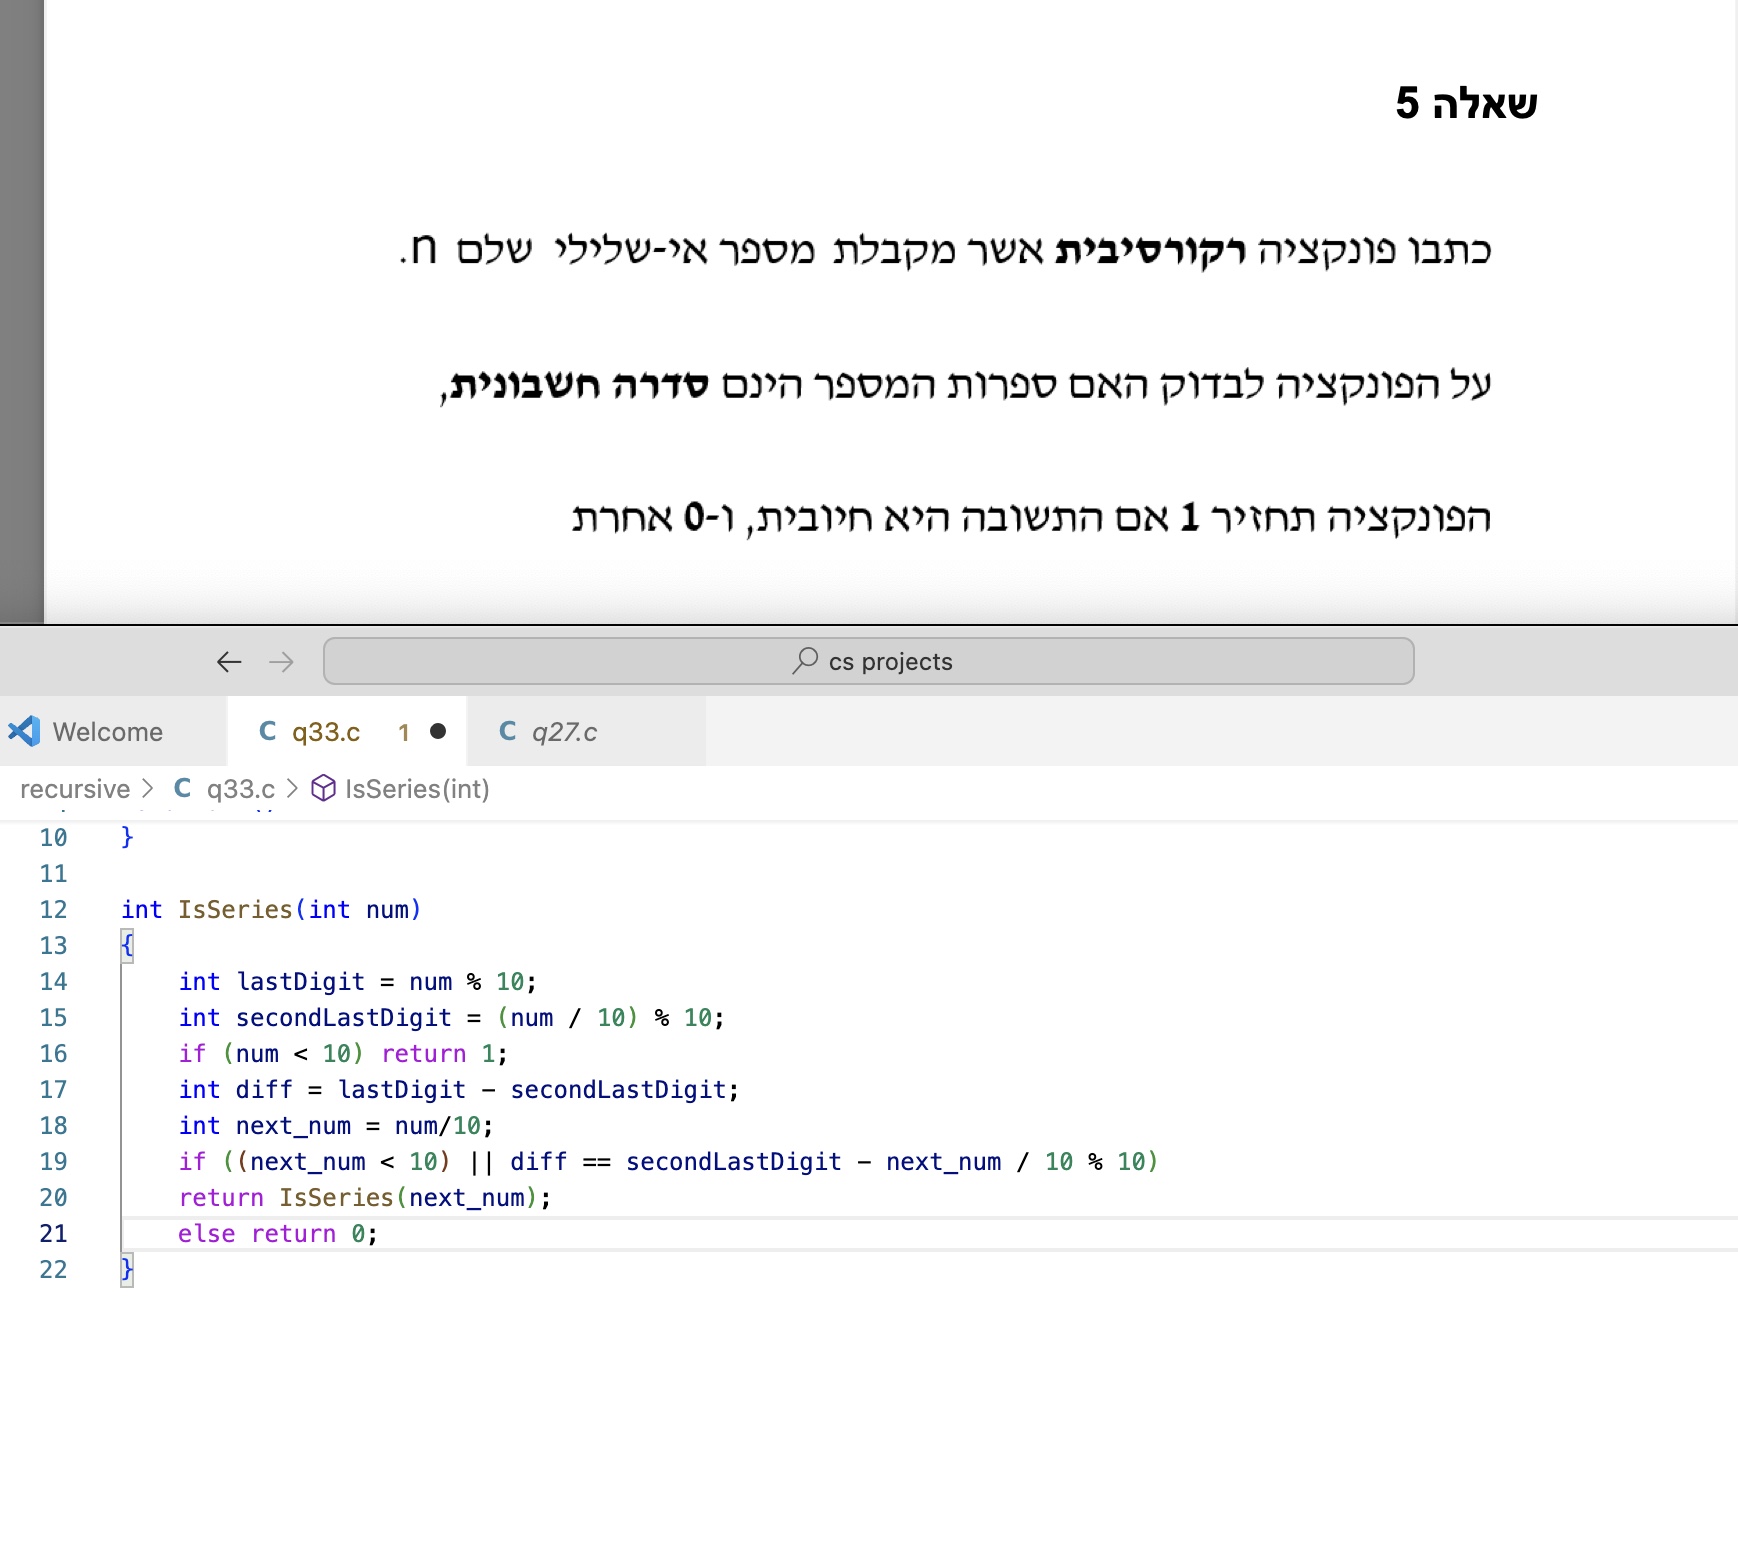 שאלה 5
כתבו פונקציה רקורסיבית אשר מקבלת מספר אי-שלילי שלם n.
על הפונקציה לבדוק האם ספרות המספר הינם סדרה חשבונית,
הפונקציה תחזיר 1 אם התשובה היא חיובית, ו-0 אחרת
cs projects
Welcome C q33.c 1 C q27.c
recursive > C q33.c > IsSeries(int)
10 }
11
12 int IsSeries(int num)
13 {
14 int lastDigit = num % 10;
15 int secondLastDigit = (num / 10) % 10;
16 if (num < 10) return 1;
17 int diff = lastDigit - secondLastDigit;
18 int next_num = num/10;
19 if ((next_num < 10) || diff == secondLastDigit - next_num / 10 % 10)
20 return IsSeries(next_num);
21 else return 0;
22 }